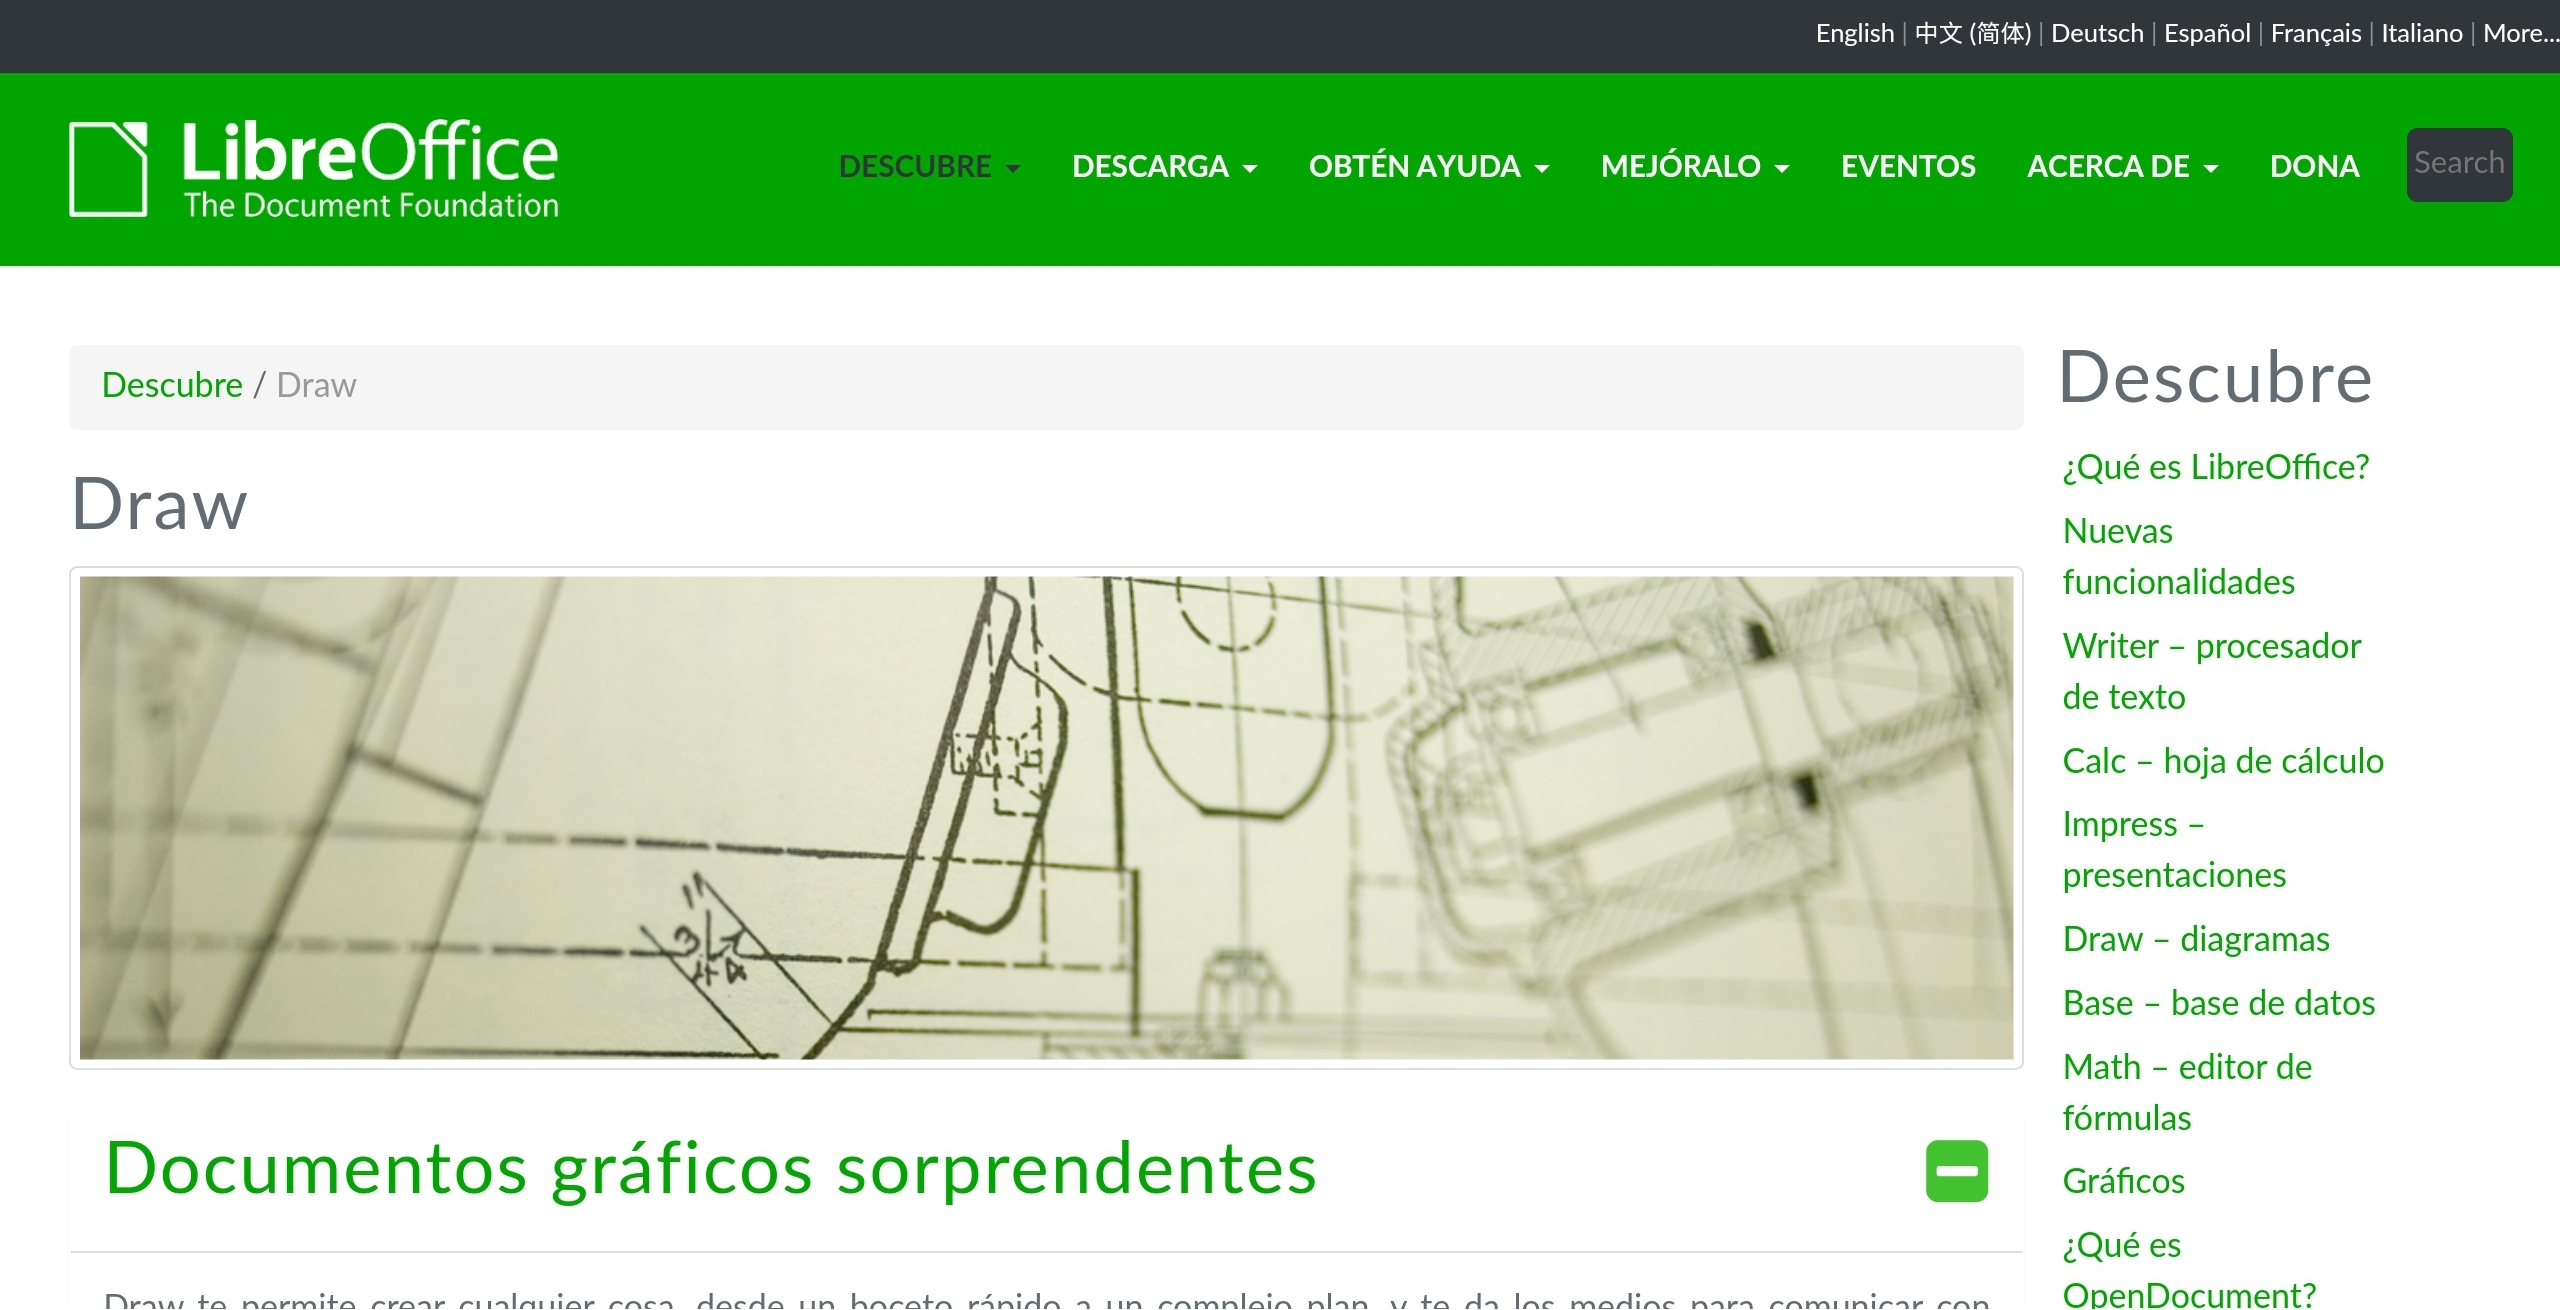 English | 中文 (简体) | Deutsch | Español | Français | Italiano | More...
LibreOffice
The Document Foundation
DESCUBRE DESCARGA OBTÉN AYUDA MEJÓRALO EVENTOS ACERCA DE DONA Search
Descubre / Draw
Draw
3/4
Documentos gráficos sorprendentes
Draw te permite crear cualquier cosa, desde un boceto rápido a un complejo plan, y te da los medios para comunicar con
Descubre
¿Qué es LibreOffice?
Nuevas
funcionalidades
Writer – procesador
de texto
Calc – hoja de cálculo
Impress –
presentaciones
Draw – diagramas
Base – base de datos
Math – editor de
fórmulas
Gráficos
¿Qué es
OpenDocument?